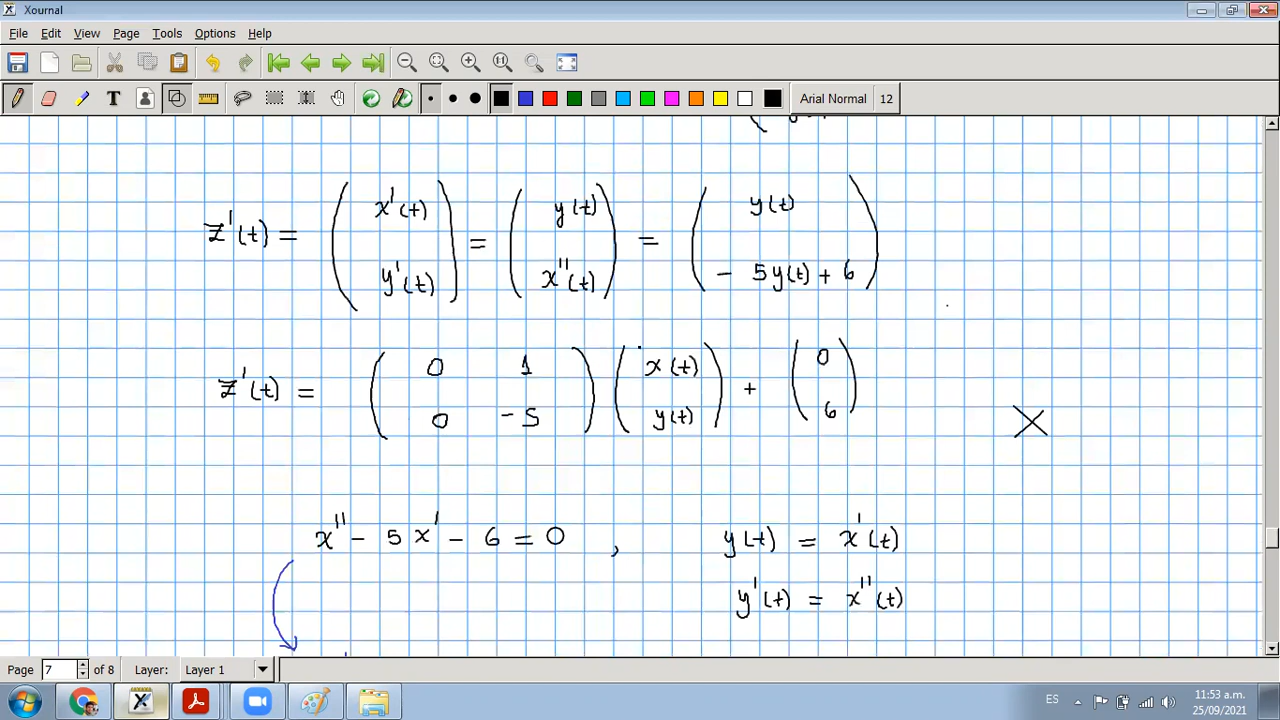 Xournal
File Edit View Page Tools Options Help
Arial Normal 12
z'(t) = ( x'(t) y'(t) ) = ( y(t) x''(t) ) = ( y(t) - 5y(t) + 6 )
z'(t) = ( 0 1 0 -5 ) ( x(t) y(t) ) + ( 0 6 )
x'' - 5x' - 6 = 0 , y(t) = x'(t)
y'(t) = x''(t)
Page 7 of 8 Layer: Layer 1
ES 11:53 a.m.
25/09/2021